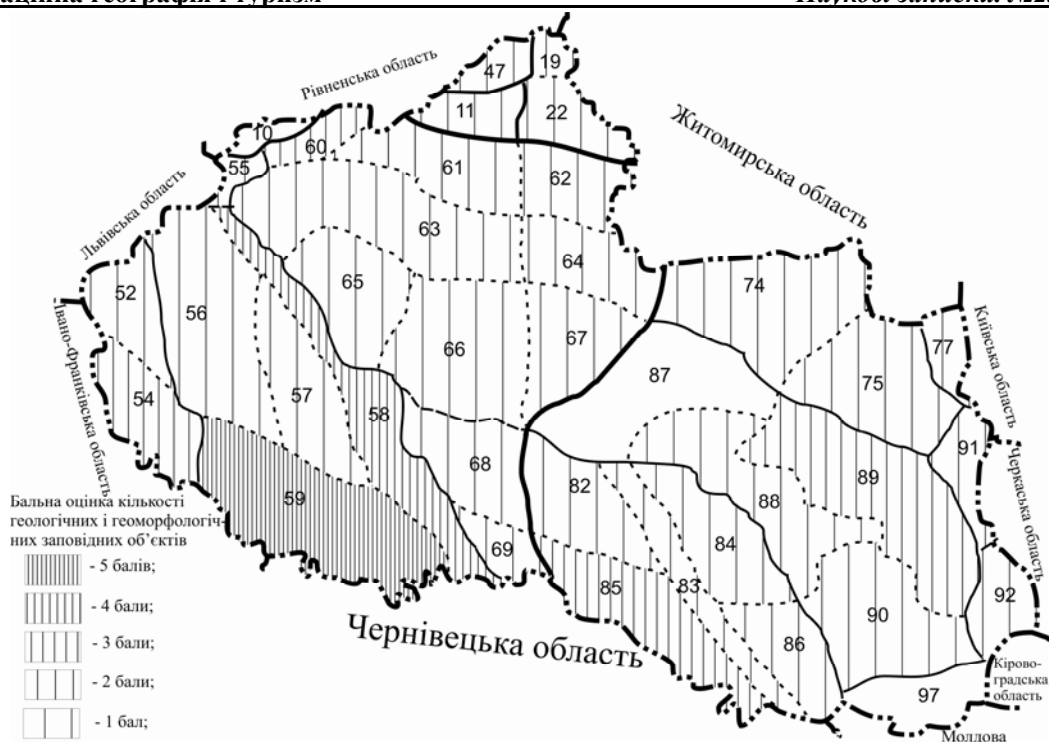 аційна географія і туризм
Рівненська область
Житомирська область
Львівська область
Івано-Франківська область
Київська область
Черкаська область
Кірово-
градська
область
Молдова
Чернівецька область
47
19
11
22
10
60
55
61
62
63
64
65
52
56
66
67
74
77
87
75
54
57
58
91
89
88
68
82
59
84
69
85
83
92
90
86
97
Бальна оцінка кількості
геологічних і геоморфологіч-
них заповідних об’єктів
- 5 балів;
- 4 бали;
- 3 бали;
- 2 бали;
- 1 бал;